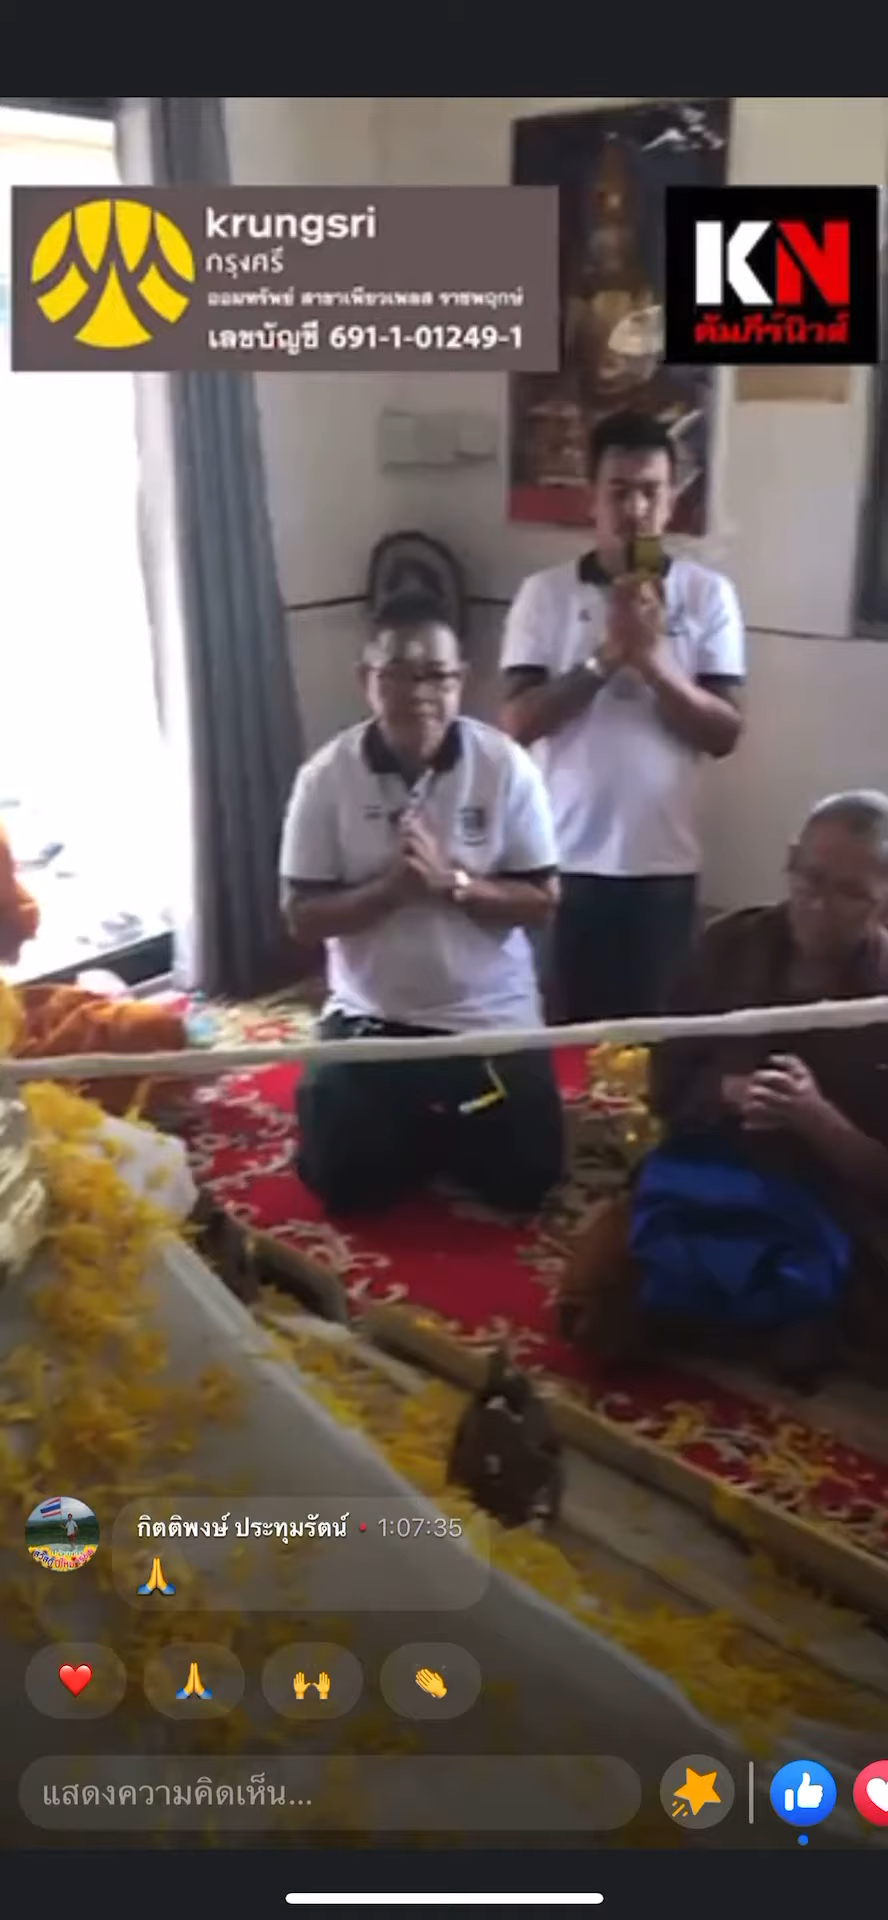 krungsri
กรุงศรี
ออมทรัพย์ สาขาเพียวเพลส ราชพฤกษ์
เลขบัญชี 691-1-01249-1
KN
คัมภีร์นิวส์
กิตติพงษ์ ประทุมรัตน์ • 1:07:35
แสดงความคิดเห็น...